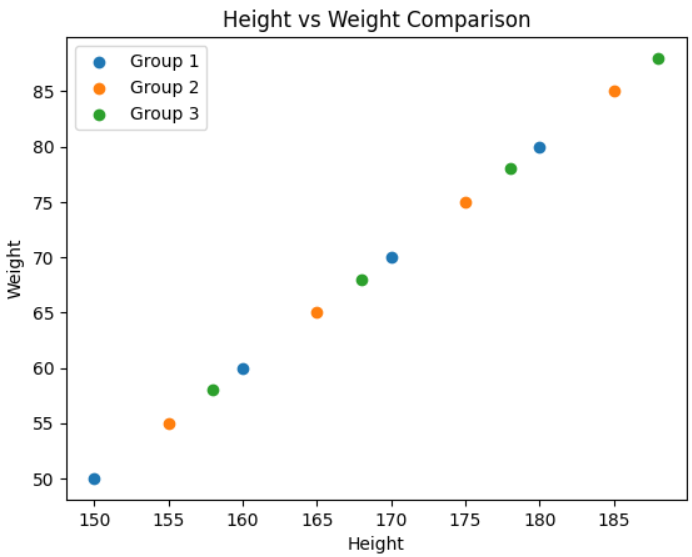 Height vs Weight Comparison
Group 1
Group 2
Group 3
85
80
75
70
65
60
55
50
Weight
150 155 160 165 170 175 180 185
Height